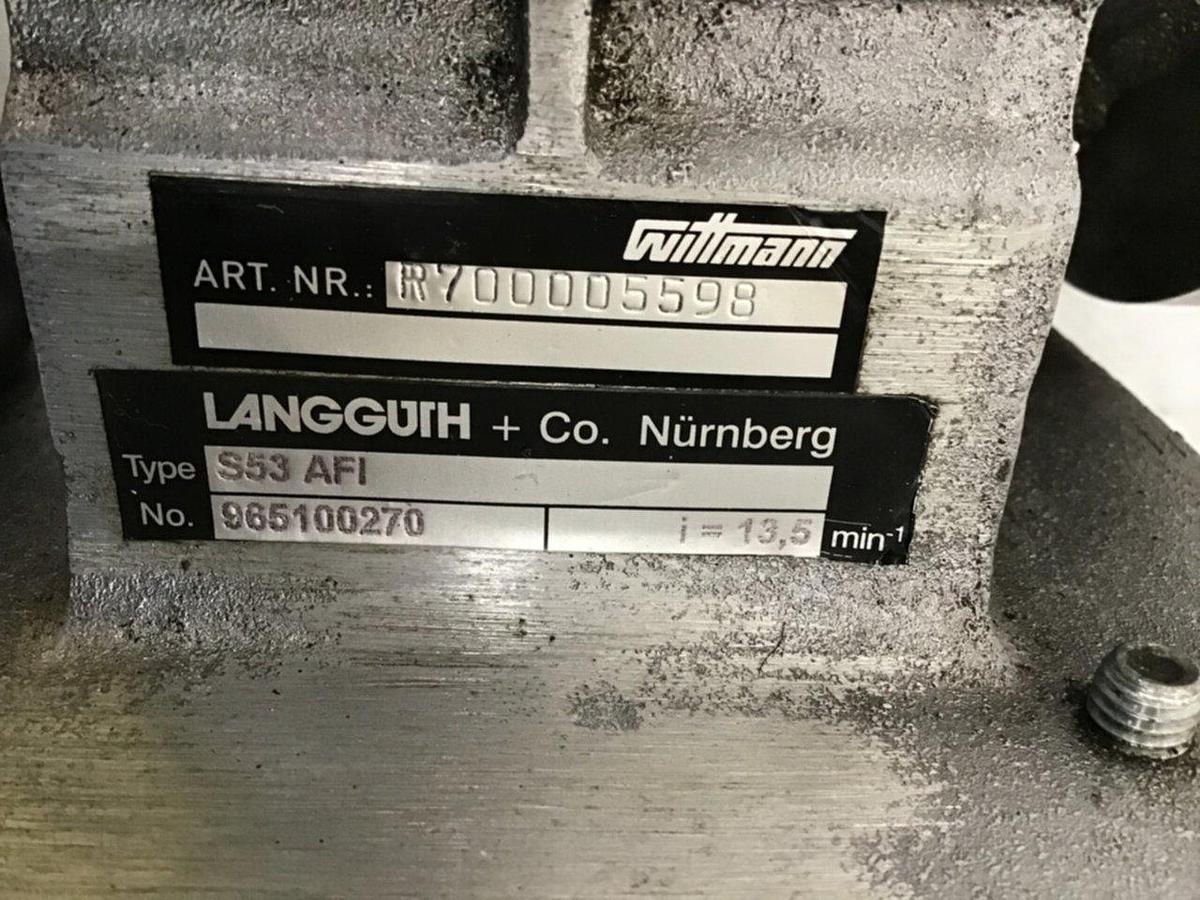 Wittmann
ART. NR.: R700005598
LANGGUTH + Co. Nürnberg
Type S53 AFI
No. 965100270 i = 13,5 min-1